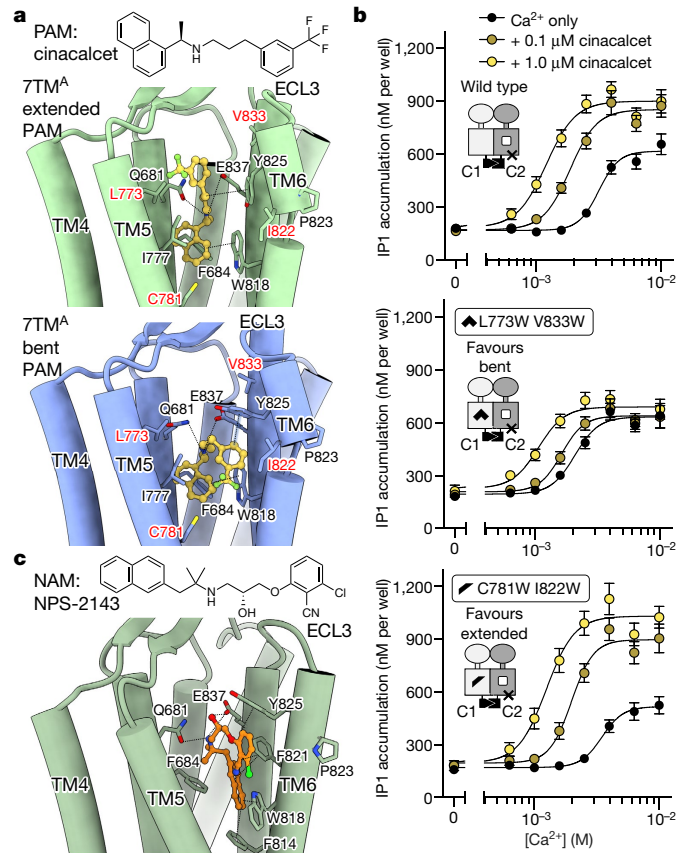 a
PAM:
cinacalcet
N
H
F
F
F
7TMᴬ
extended
PAM
ECL3
V833
Q681
E837
Y825
L773
TM6
TM4
TM5
P823
I822
I777
F684
W818
C781
7TMᴬ
bent
PAM
ECL3
V833
E837
Q681
Y825
TM6
L773
P823
TM4
TM5
I822
I777
F684
W818
C781
c
NAM:
NPS-2143
N
H
OH
O
Cl
CN
ECL3
E837
Y825
Q681
F821
P823
F684
TM6
TM4
TM5
W818
F814
b
Ca²⁺ only
+ 0.1 μM cinacalcet
+ 1.0 μM cinacalcet
IP1 accumulation (nM per well)
1,200
900
600
300
0
Wild type
C1
C2
0
10⁻³
10⁻²
IP1 accumulation (nM per well)
1,200
900
600
300
0
L773W V833W
Favours
bent
C1
C2
0
10⁻³
10⁻²
IP1 accumulation (nM per well)
1,200
900
600
300
0
C781W I822W
Favours
extended
C1
C2
0
10⁻³
10⁻²
[Ca²⁺] (M)